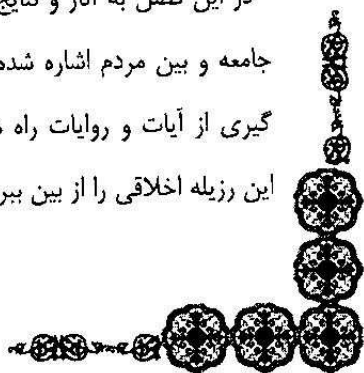 در این فصل به آثار و نتایج
جامعه و بین مردم اشاره شده
گیری از آیات و روایات راه
این رزیله اخلاقی را از بین ببر